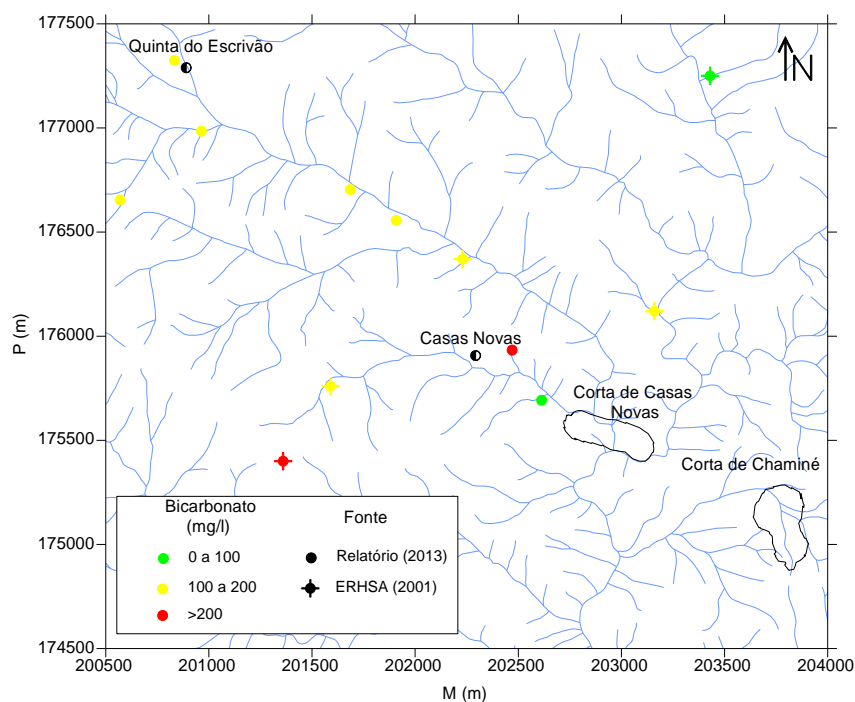 177500
177000
176500
176000
175500
175000
174500
P (m)
Quinta do Escrivão
N
Casas Novas
Corta de Casas
Novas
Corta de Chaminé
Bicarbonato
(mg/l)
0 a 100
100 a 200
>200
Fonte
Relatório (2013)
ERHSA (2001)
200500 201000 201500 202000 202500 203000 203500 204000
M (m)